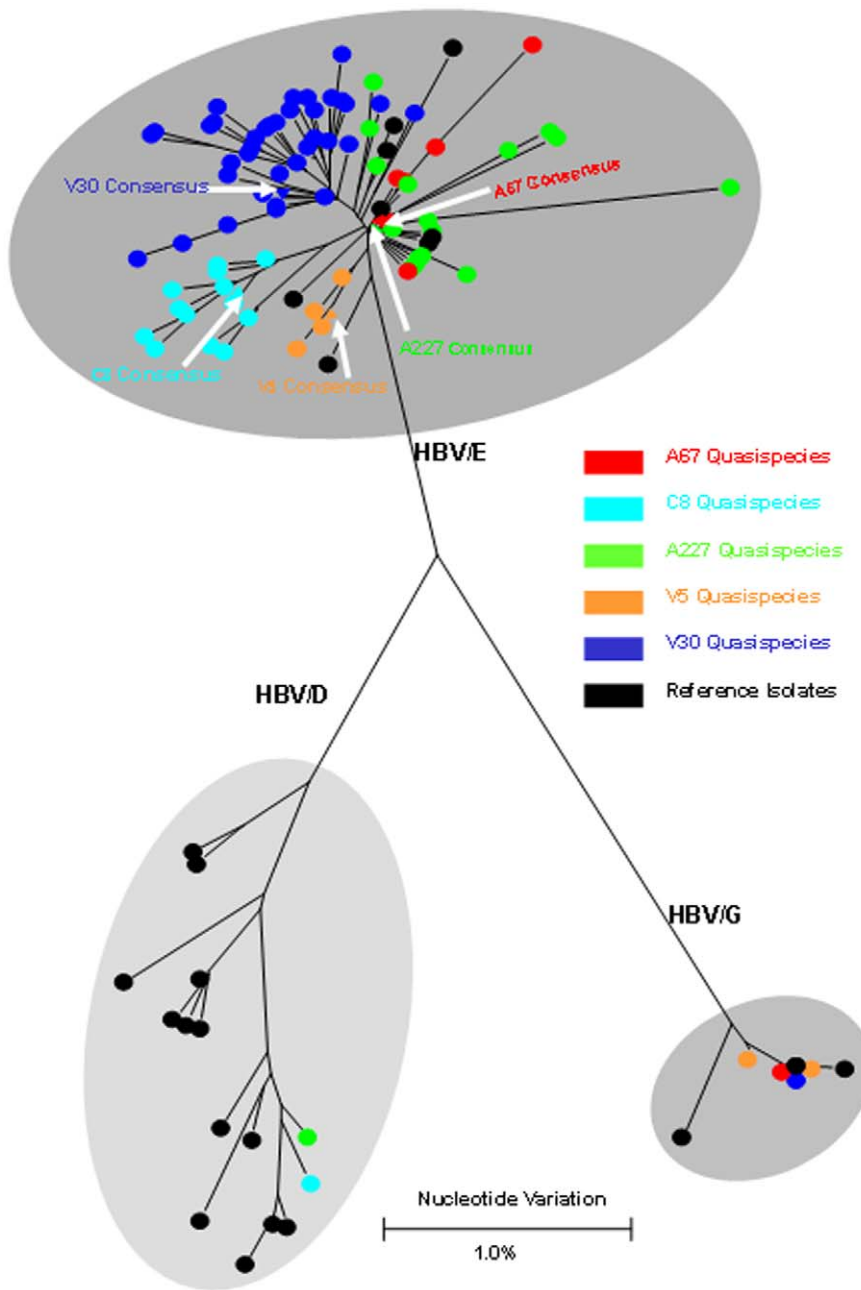 V30 Consensus
A67 Consensus
C8 Consensus
A227 Consensus
HBV/E
A67 Quasispecies
C8 Quasispecies
A227 Quasispecies
V5 Quasispecies
V30 Quasispecies
Reference Isolates
HBV/D
HBV/G
Nucleotide Variation
1.0%
Consensus